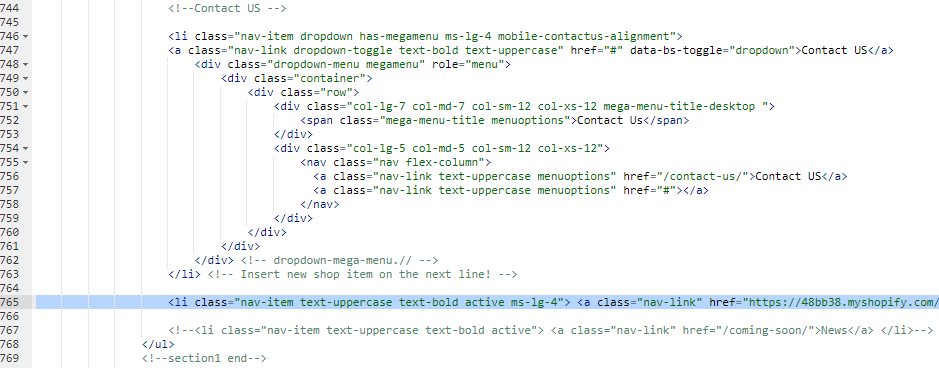 744 <!--Contact US -->
745
746 <li class="nav-item dropdown has-megamenu ms-lg-4 mobile-contactus-alignment">
747 <a class="nav-link dropdown-toggle text-bold text-uppercase" href="#" data-bs-toggle="dropdown">Contact US</a>
748 <div class="dropdown-menu megamenu" role="menu">
749 <div class="container">
750 <div class="row">
751 <div class="col-lg-7 col-md-7 col-sm-12 col-xs-12 mega-menu-title-desktop ">
752 <span class="mega-menu-title menuoptions">Contact Us</span>
753 </div>
754 <div class="col-lg-5 col-md-5 col-sm-12 col-xs-12">
755 <nav class="nav flex-column">
756 <a class="nav-link text-uppercase menuoptions" href="/contact-us/">Contact US</a>
757 <a class="nav-link text-uppercase menuoptions" href="#"></a>
758 </nav>
759 </div>
760 </div>
761 </div>
762 </div> <!-- dropdown-mega-menu.// -->
763 </li> <!-- Insert new shop item on the next line! -->
764
765 <li class="nav-item text-uppercase text-bold active ms-lg-4"> <a class="nav-link" href="https://48bb38.myshopify.com/
766
767 <!--<li class="nav-item text-uppercase text-bold active"> <a class="nav-link" href="/coming-soon/">News</a> </li>-->
768 </ul>
769 <!--section1 end-->